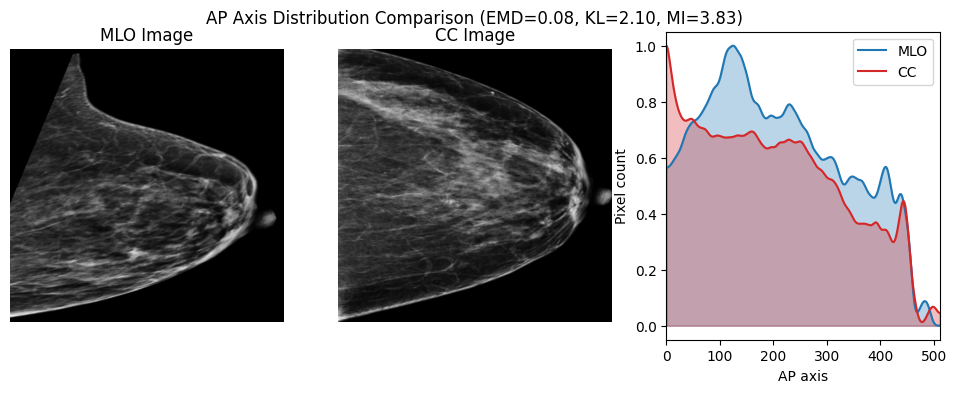 AP Axis Distribution Comparison (EMD=0.08, KL=2.10, MI=3.83)
MLO Image
CC Image
MLO
CC
Pixel count
1.0
0.8
0.6
0.4
0.2
0.0
0 100 200 300 400 500
AP axis